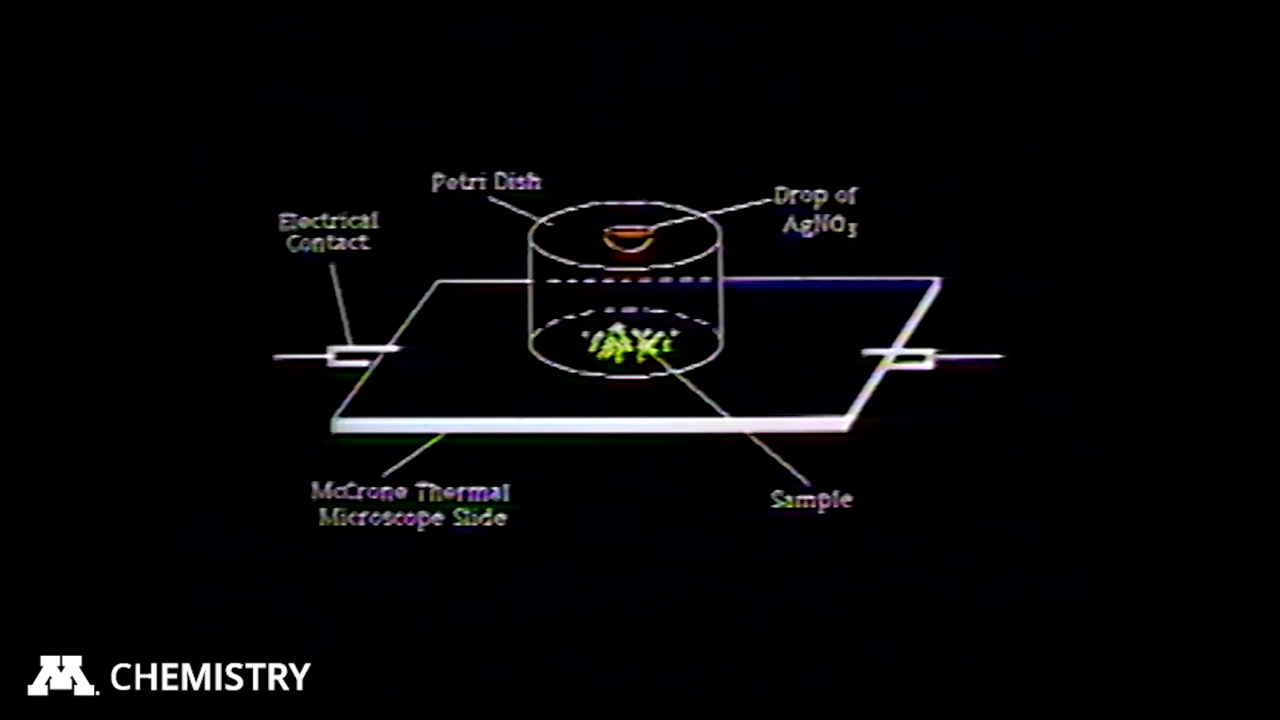 Petri Dish
Drop of
AgNO₃
Electrical
Contact
McCrone Thermal
Microscope Slide
Sample
M. CHEMISTRY